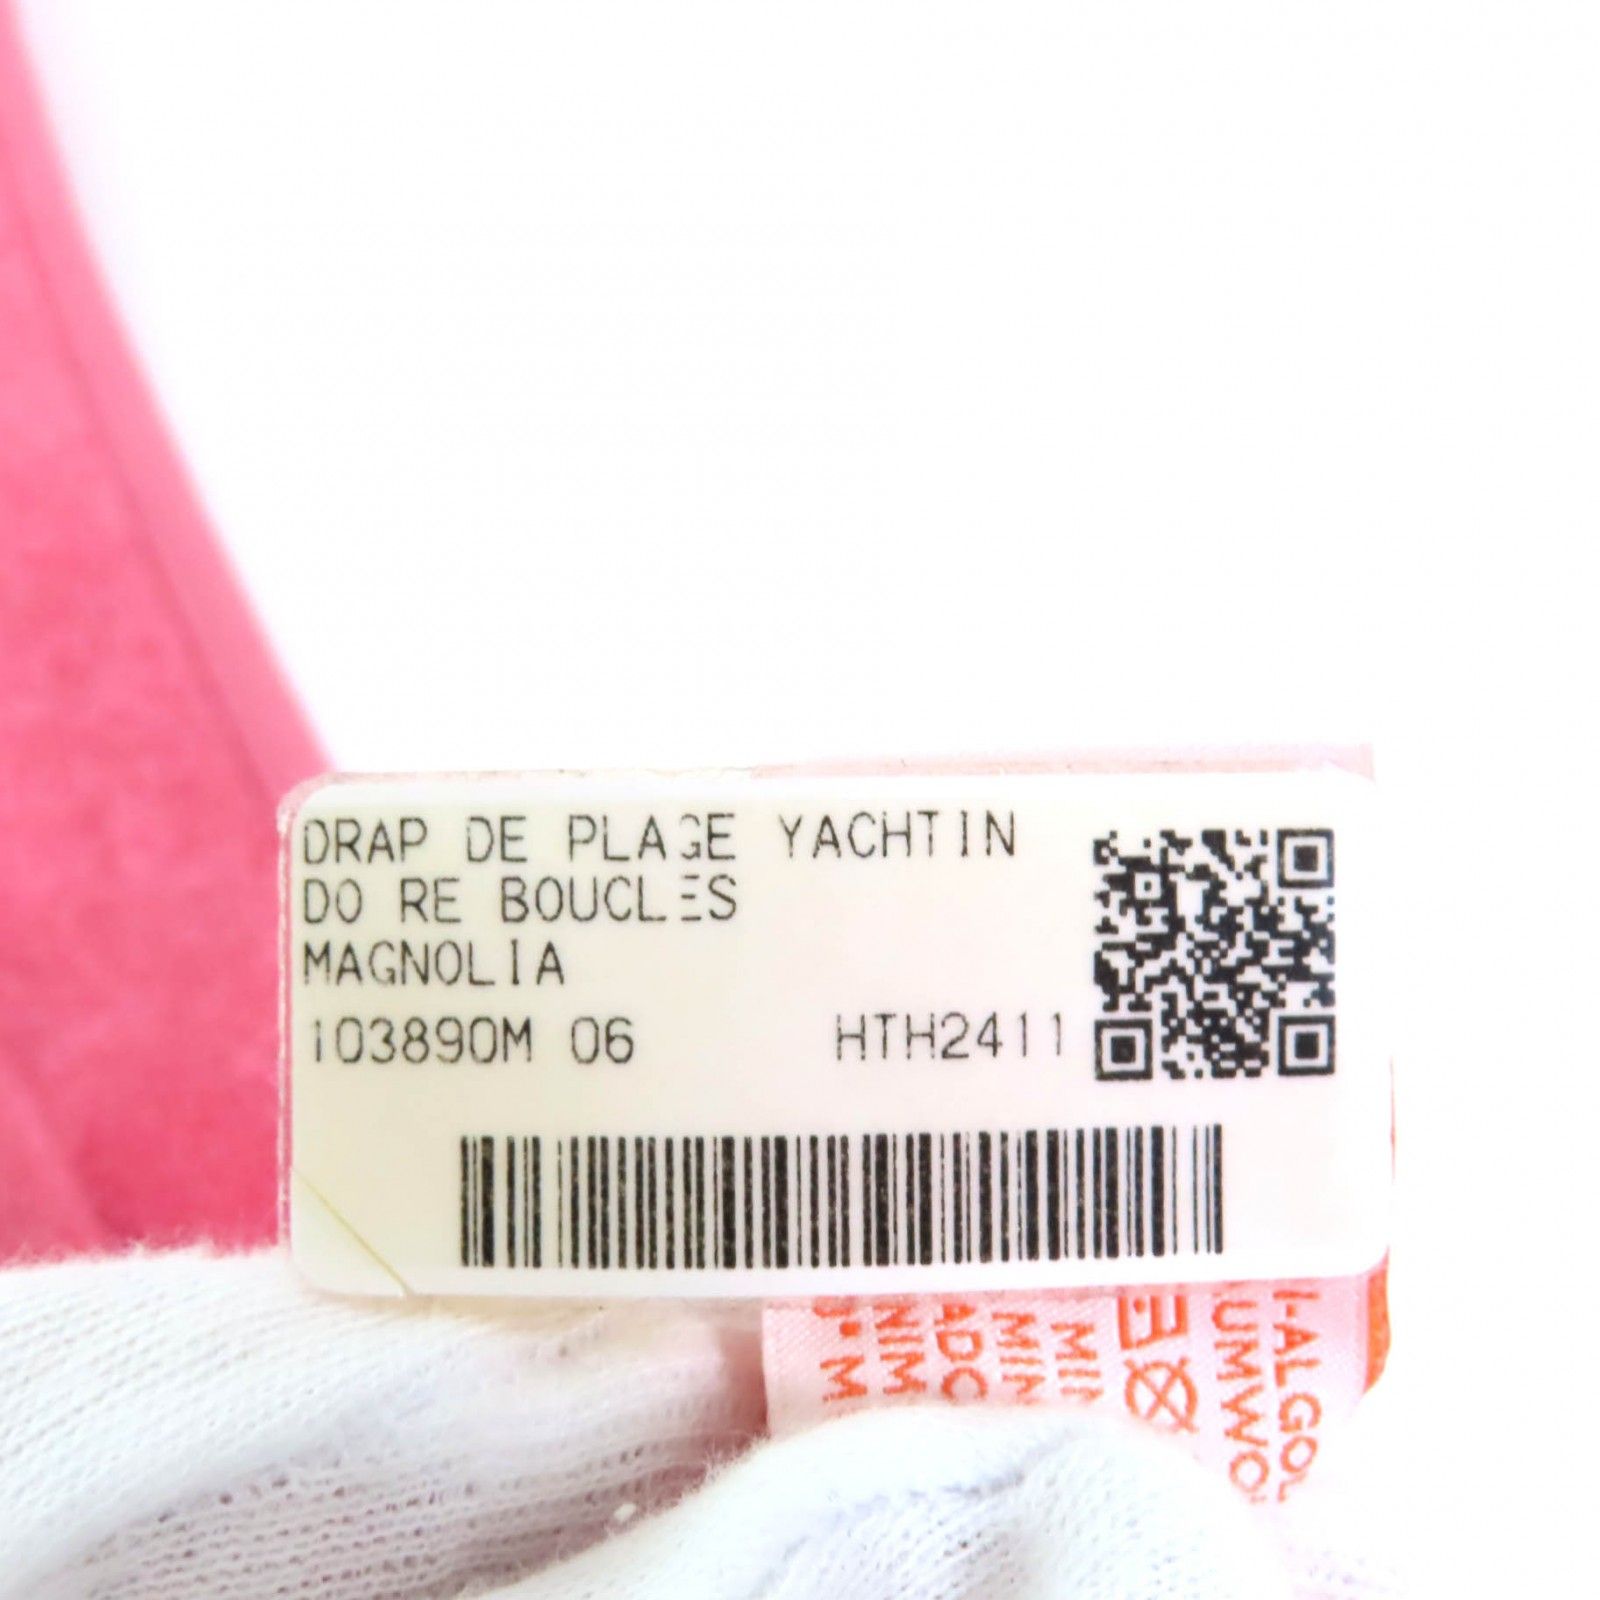 DRAP DE PLAGE YACHTIN
DO RE BOUCLES
MAGNOLIA
103890M 06 HTH2411